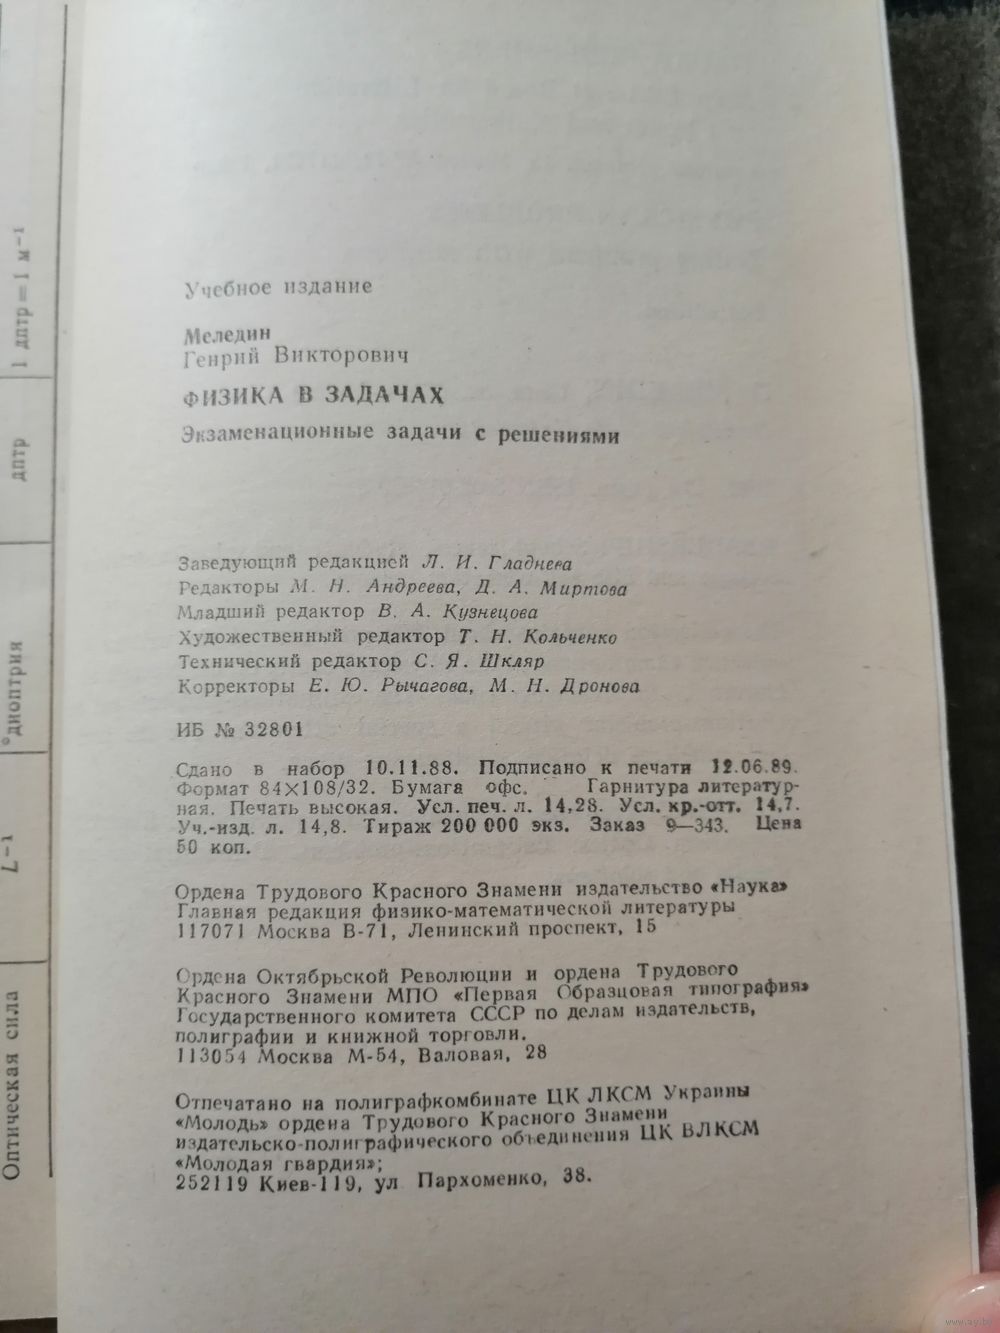 Учебное издание
Меледин
Генрий Викторович
ФИЗИКА В ЗАДАЧАХ
Экзаменационные задачи с решениями
Заведующий редакцией Л. И. Гладнева
Редакторы М. Н. Андреева, Д. А. Миртова
Младший редактор В. А. Кузнецова
Художественный редактор Т. Н. Кольченко
Технический редактор С. Я. Шкляр
Корректоры Е. Ю. Рычагова, М. Н. Дронова
ИБ № 32801
Сдано в набор 10.11.88. Подписано к печати 12.06.89.
Формат 84×108/32. Бумага офс. Гарнитура литератур-
ная. Печать высокая. Усл. печ. л. 14,28. Усл. кр.-отт. 14,7.
Уч.-изд. л. 14,8. Тираж 200 000 экз. Заказ 9—343. Цена
50 коп.
Ордена Трудового Красного Знамени издательство «Наука»
Главная редакция физико-математической литературы
117071 Москва В-71, Ленинский проспект, 15
Ордена Октябрьской Революции и ордена Трудового
Красного Знамени МПО «Первая Образцовая типография»
Государственного комитета СССР по делам издательств,
полиграфии и книжной торговли.
113054 Москва М-54, Валовая, 28
Отпечатано на полиграфкомбинате ЦК ЛКСМ Украины
«Молодь» ордена Трудового Красного Знамени
издательско-полиграфического объединения ЦК ВЛКСМ
«Молодая гвардия»;
252119 Киев-119, ул Пархоменко, 38.
Оптическая сила
L⁻¹
°диоптрия
дптр
1 дптр=1 м⁻¹
www.ay.by